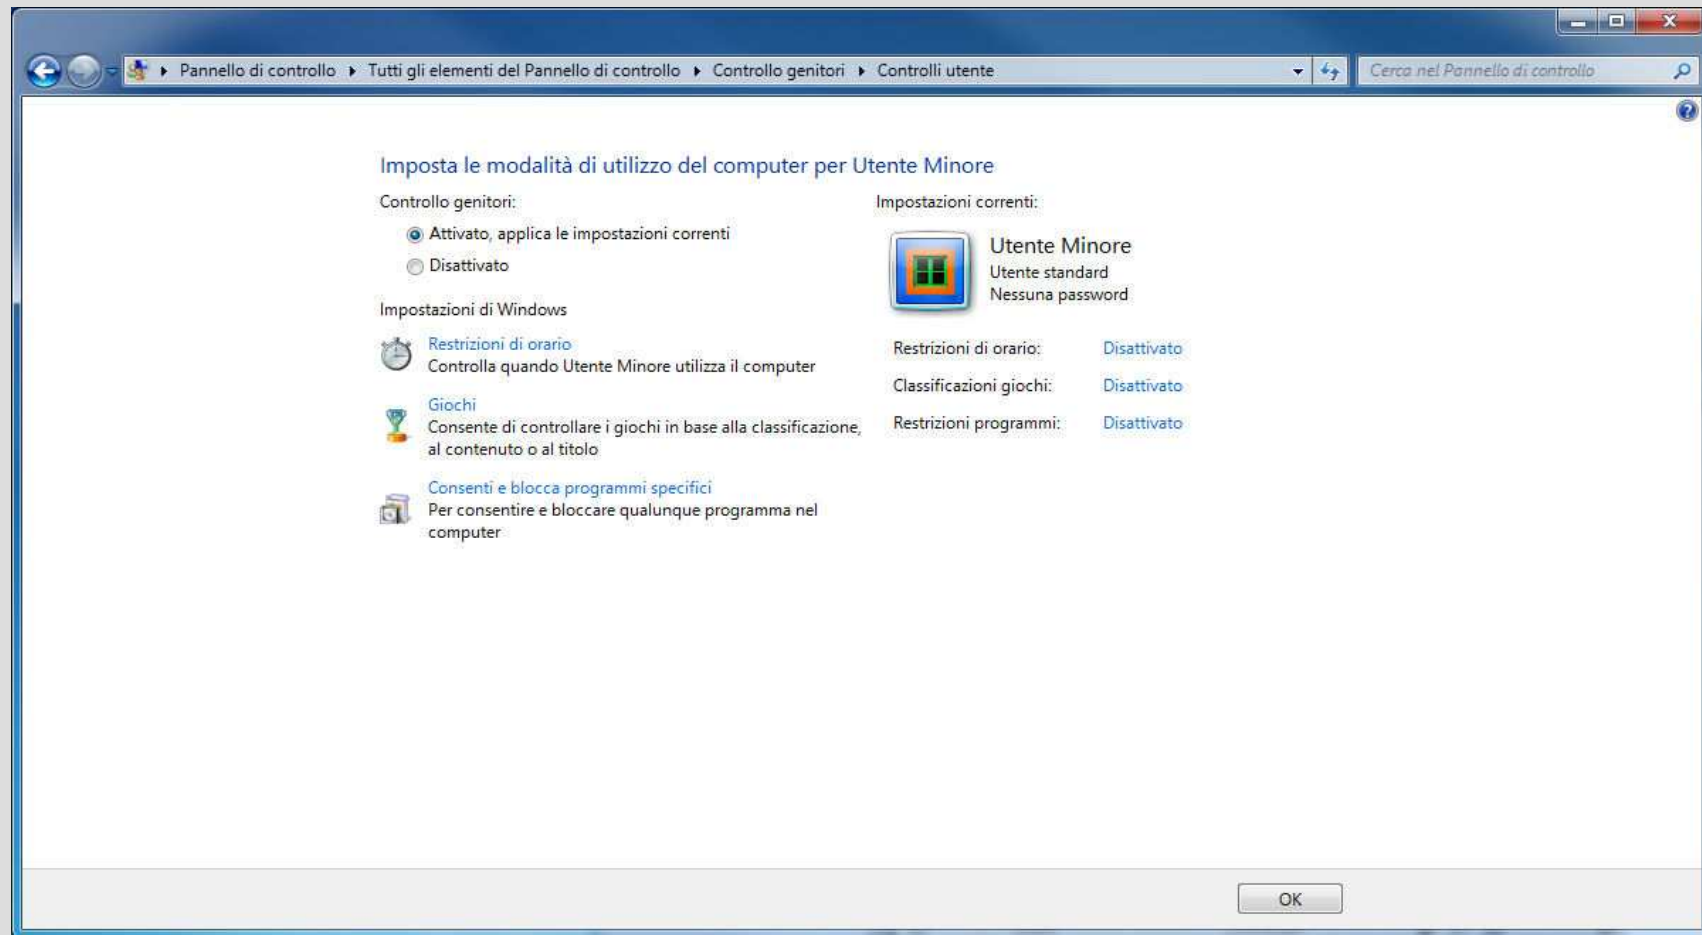 Pannello di controllo
Tutti gli elementi del Pannello di controllo
Controllo genitori
Controlli utente
Cerca nel Pannello di controllo
Imposta le modalità di utilizzo del computer per Utente Minore
Controllo genitori:
Attivato, applica le impostazioni correnti
Disattivato
Impostazioni di Windows
Restrizioni di orario
Controlla quando Utente Minore utilizza il computer
Giochi
Consente di controllare i giochi in base alla classificazione,
al contenuto o al titolo
Consenti e blocca programmi specifici
Per consentire e bloccare qualunque programma nel
computer
Impostazioni correnti:
Utente Minore
Utente standard
Nessuna password
Restrizioni di orario: Disattivato
Classificazioni giochi: Disattivato
Restrizioni programmi: Disattivato
OK